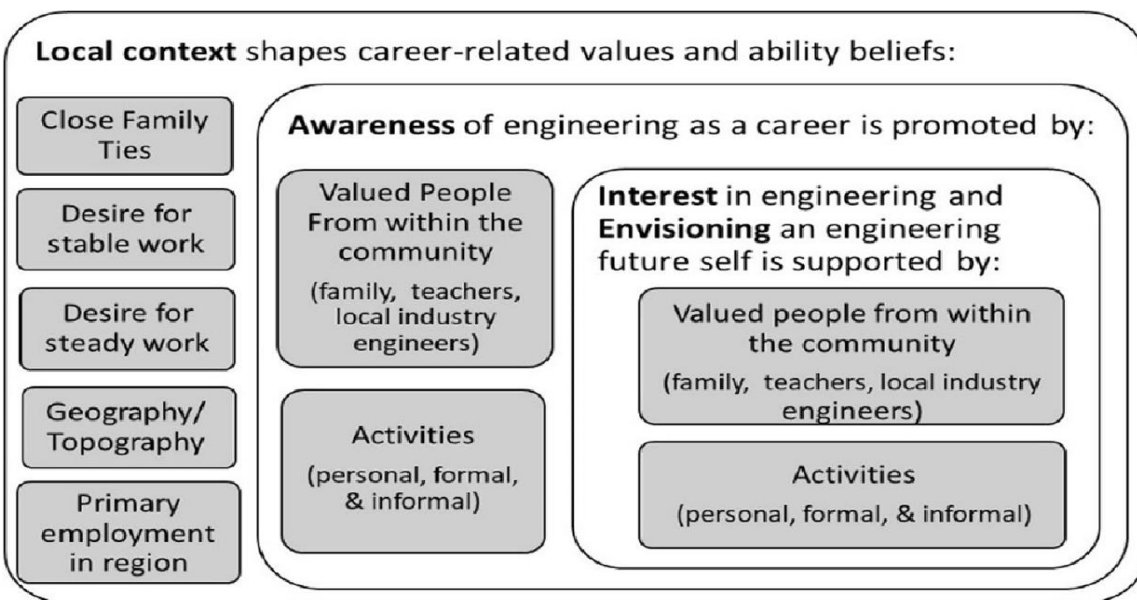 Local context shapes career-related values and ability beliefs:
Close Family
Ties
Desire for
stable work
Desire for
steady work
Geography/
Topography
Primary
employment
in region
Awareness of engineering as a career is promoted by:
Valued People
From within the
community
(family, teachers,
local industry
engineers)
Activities
(personal, formal,
& informal)
Interest in engineering and
Envisioning an engineering
future self is supported by:
Valued people from within
the community
(family, teachers, local industry
engineers)
Activities
(personal, formal, & informal)